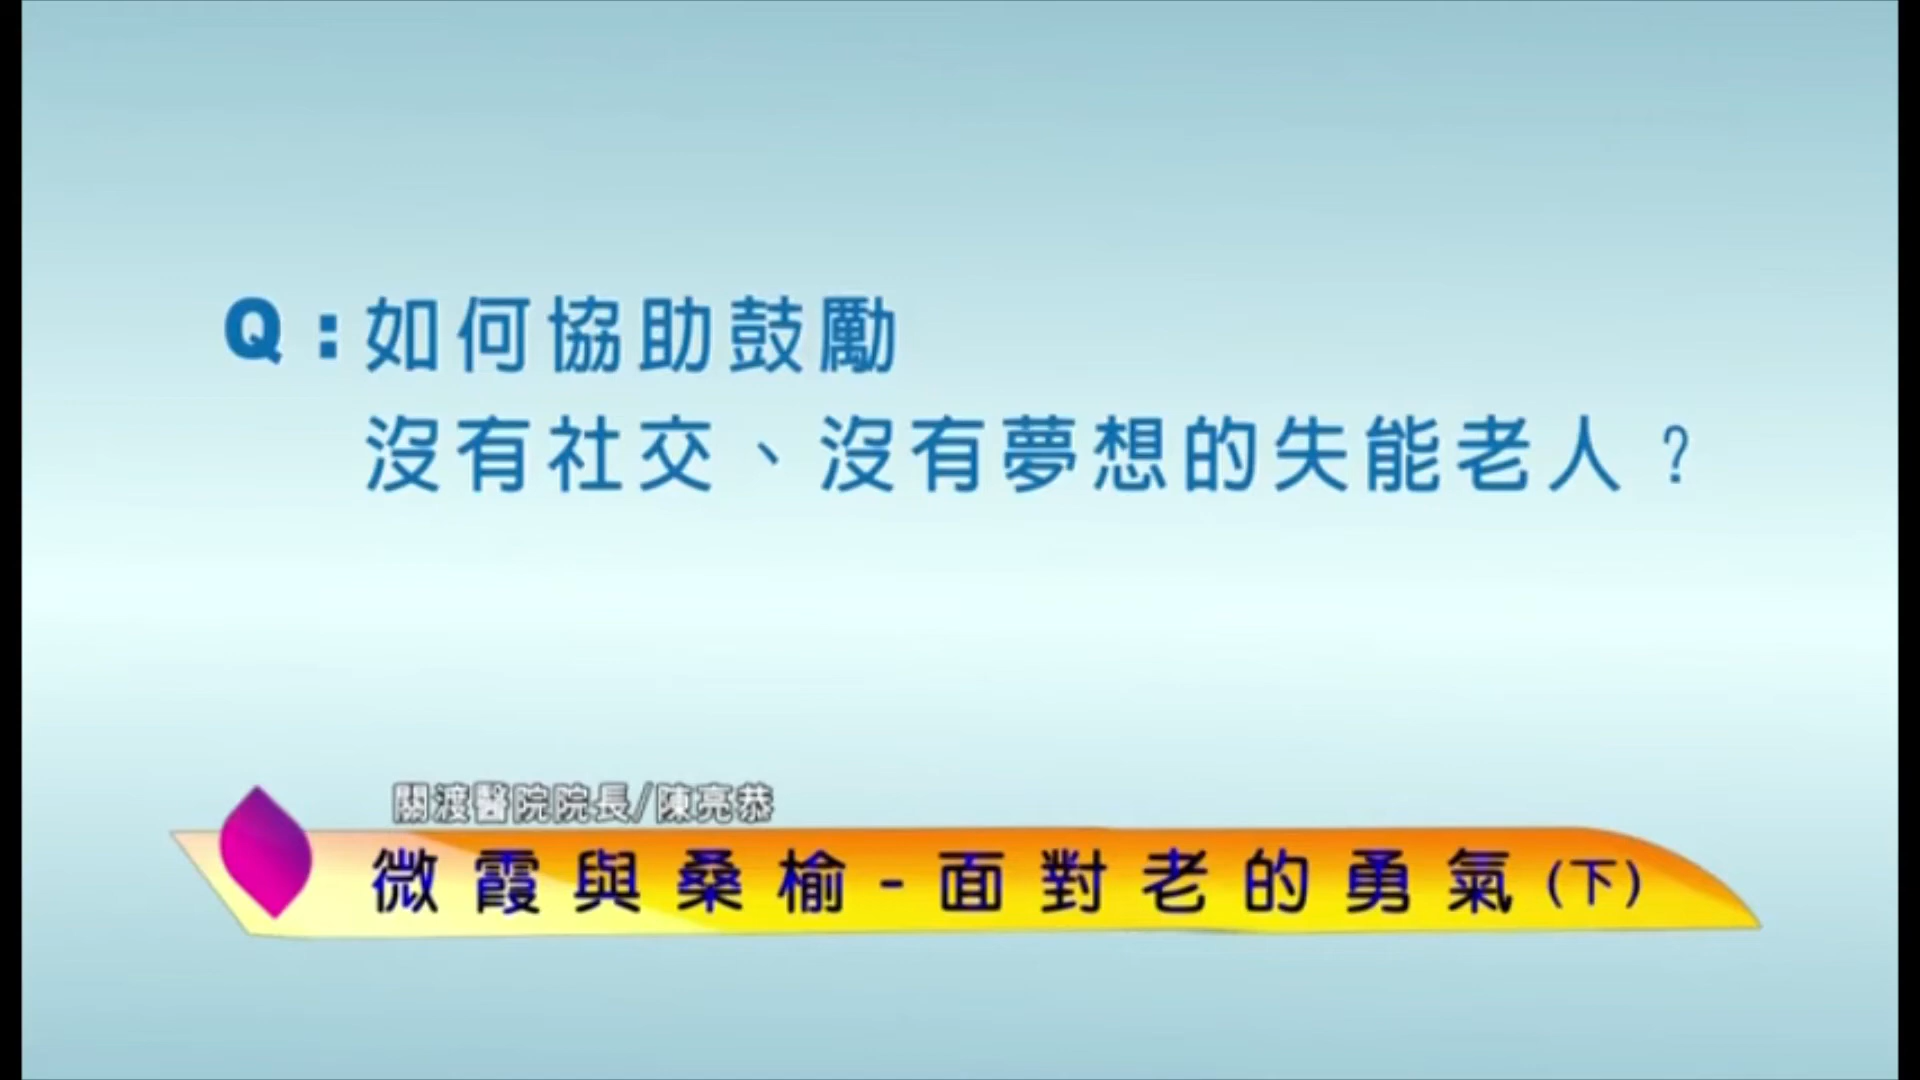 Q：如何協助鼓勵
沒有社交、沒有夢想的失能老人？
關渡醫院院長/陳亮恭
微霞與桑榆-面對老的勇氣(下)